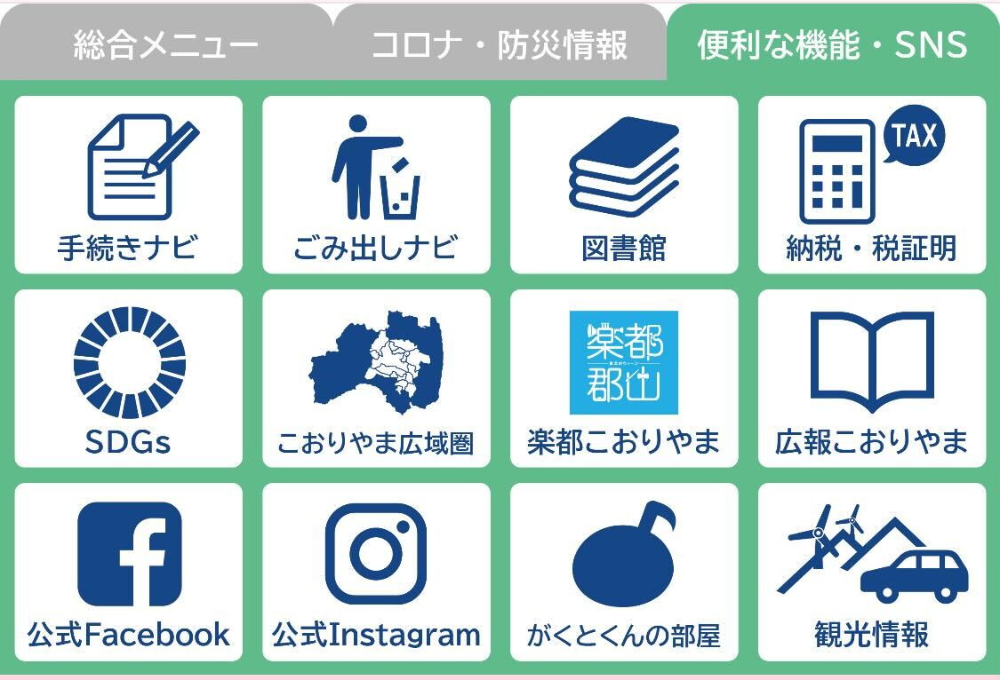 総合メニュー
コロナ・防災情報
便利な機能・SNS
手続きナビ
ごみ出しナビ
図書館
TAX
納税・税証明
SDGs
こおりやま広域圏
楽都
郡山
楽都こおりやま
広報こおりやま
公式Facebook
公式Instagram
がくとくんの部屋
観光情報